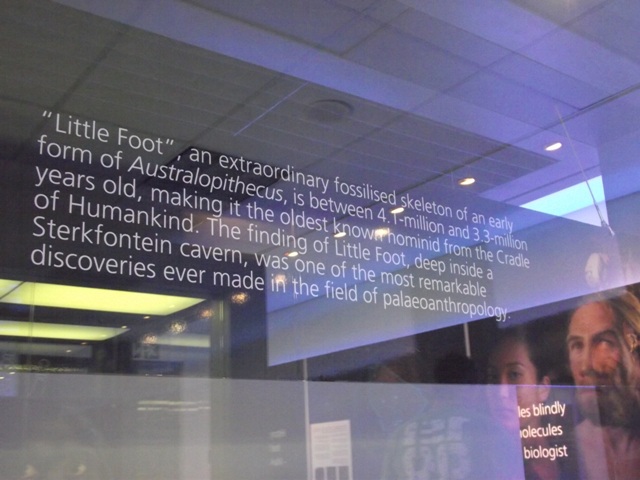 "Little Foot", an extraordinary fossilised skeleton of an early
form of Australopithecus, is between 4.1-million and 3.3-million
years old, making it the oldest known hominid from the Cradle
of Humankind. The finding of Little Foot, deep inside a
Sterkfontein cavern, was one of the most remarkable
discoveries ever made in the field of palaeoanthropology.
les blindly
olecules
biologist